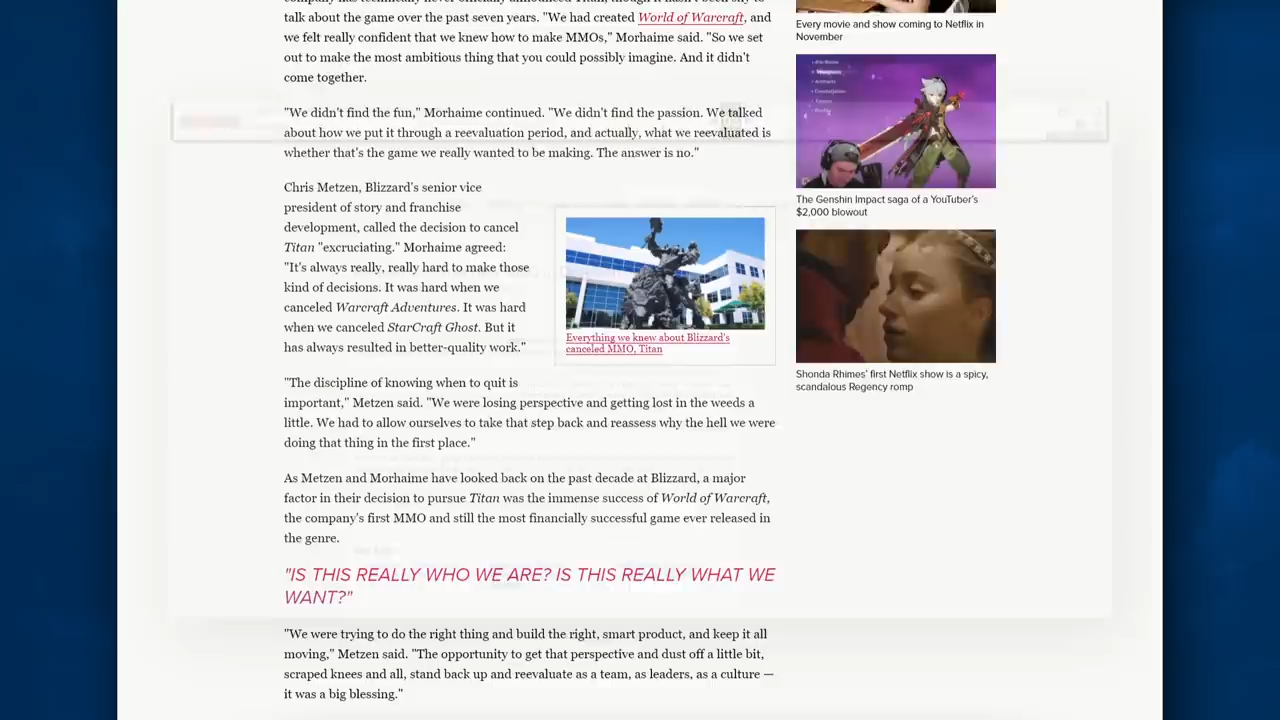 talk about the game over the past seven years. "We had created World of Warcraft, and
we felt really confident that we knew how to make MMOs," Morhaime said. "So we set
out to make the most ambitious thing that you could possibly imagine. And it didn't
come together.
"We didn't find the fun," Morhaime continued. "We didn't find the passion. We talked
about how we put it through a reevaluation period, and actually, what we reevaluated is
whether that's the game we really wanted to be making. The answer is no."
Chris Metzen, Blizzard's senior vice
president of story and franchise
development, called the decision to cancel
Titan "excruciating." Morhaime agreed:
"It's always really, really hard to make those
kind of decisions. It was hard when we
canceled Warcraft Adventures. It was hard
when we canceled StarCraft Ghost. But it
has always resulted in better-quality work."
Everything we knew about Blizzard's
canceled MMO, Titan
"The discipline of knowing when to quit is
important," Metzen said. "We were losing perspective and getting lost in the weeds a
little. We had to allow ourselves to take that step back and reassess why the hell we were
doing that thing in the first place."
As Metzen and Morhaime have looked back on the past decade at Blizzard, a major
factor in their decision to pursue Titan was the immense success of World of Warcraft,
the company's first MMO and still the most financially successful game ever released in
the genre.
"IS THIS REALLY WHO WE ARE? IS THIS REALLY WHAT WE
WANT?"
"We were trying to do the right thing and build the right, smart product, and keep it all
moving," Metzen said. "The opportunity to get that perspective and dust off a little bit,
scraped knees and all, stand back up and reevaluate as a team, as leaders, as a culture —
it was a big blessing."
Every movie and show coming to Netflix in
November
The Genshin Impact saga of a YouTuber's
$2,000 blowout
Shonda Rhimes' first Netflix show is a spicy,
scandalous Regency romp